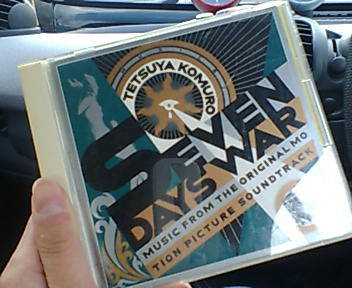 TETSUYA KOMURO
SEVEN
DAYS WAR
MUSIC FROM THE ORIGINAL MO
TION PICTURE SOUNDTRACK